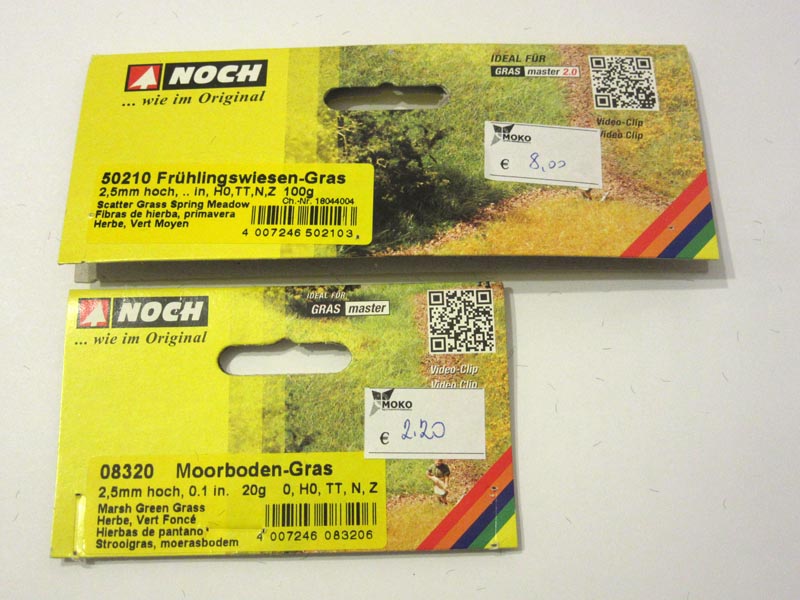 NOCH
... wie im Original
IDEAL FÜR
GRAS master 2.0
Video-Clip
Video Clip
MOKO
€ 8,00
50210 Frühlingswiesen-Gras
2,5mm hoch, .. in, H0,TT,N,Z 100g
Scatter Grass Spring Meadow
Ch.-Nr. 16044004
Fibras de hierba, primavera
Herbe, Vert Moyen
4 007246 502103
NOCH
... wie im Original
IDEAL FÜR
GRAS master
Video-Clip
Video Clip
MOKO
€ 2.20
08320 Moorboden-Gras
2,5mm hoch, 0.1 in. 20g 0, H0, TT, N, Z
Marsh Green Grass
Herbe, Vert Foncé
Hierbas de pantano
Strooigras, moerasbodem
4 007246 083206